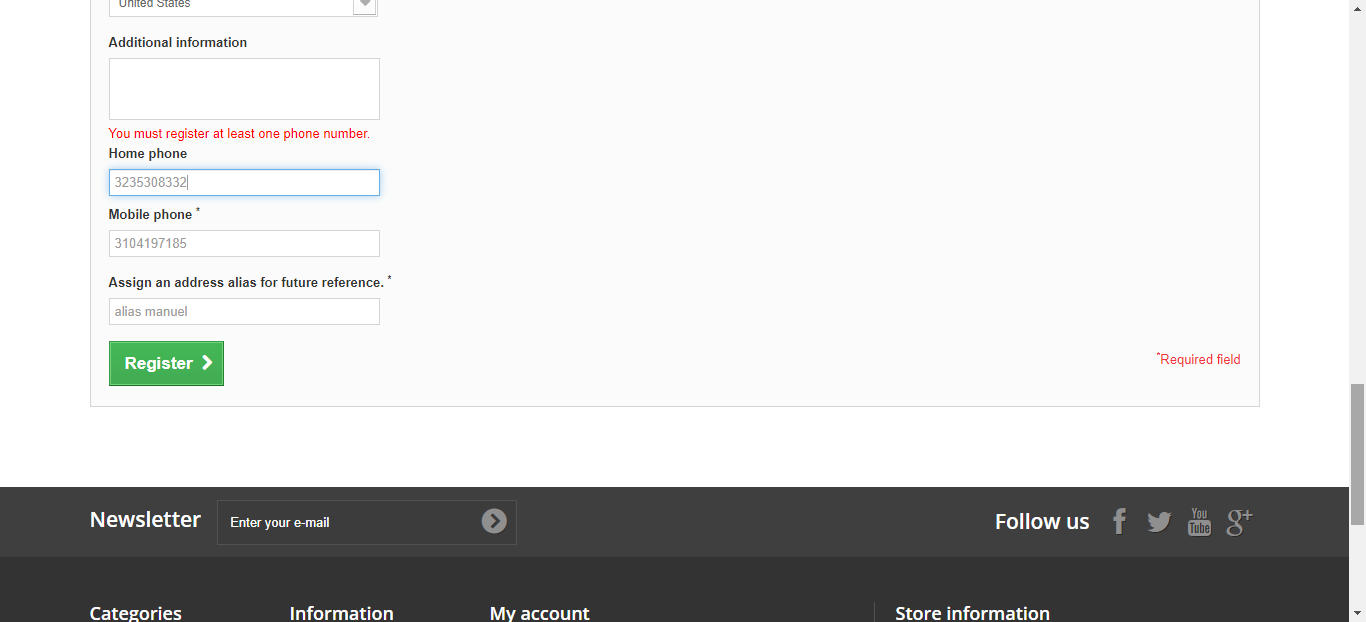 United States
Additional information
You must register at least one phone number.
Home phone
3235308332
Mobile phone *
3104197185
Assign an address alias for future reference. *
alias manuel
Register
*Required field
Newsletter
Enter your e-mail
Follow us
You Tube
Categories
Information
My account
Store information